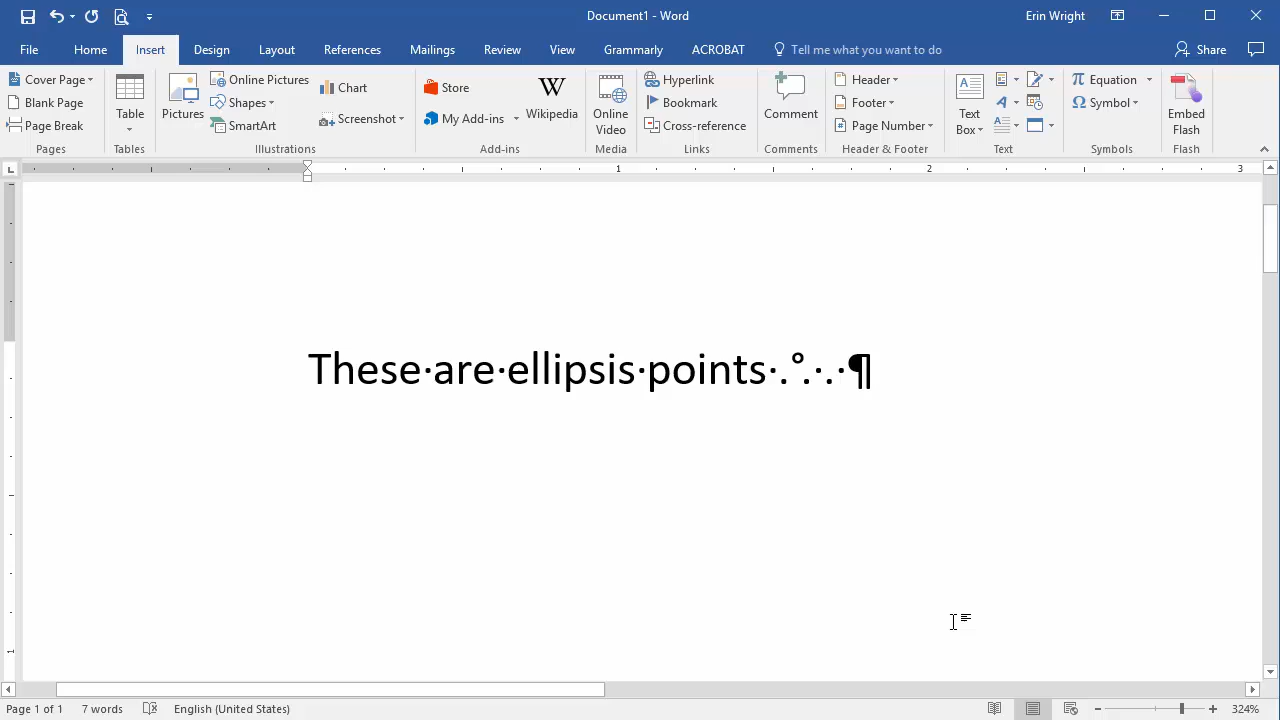 Document1 - Word
Erin Wright
File Home Insert Design Layout References Mailings Review View Grammarly ACROBAT Tell me what you want to do Share
Cover Page
Blank Page
Page Break
Pages
Table
Tables
Pictures
Online Pictures
Shapes
SmartArt
Chart
Screenshot
Illustrations
Store
My Add-ins
Wikipedia
Add-ins
Online
Video
Media
Hyperlink
Bookmark
Cross-reference
Links
Comment
Comments
Header
Footer
Page Number
Header & Footer
Text
Box
Text
Equation
Symbol
Symbols
Embed
Flash
Flash
1 2 3
These·are·ellipsis·points·.°.·.·¶
1
Page 1 of 1 7 words English (United States) 324%